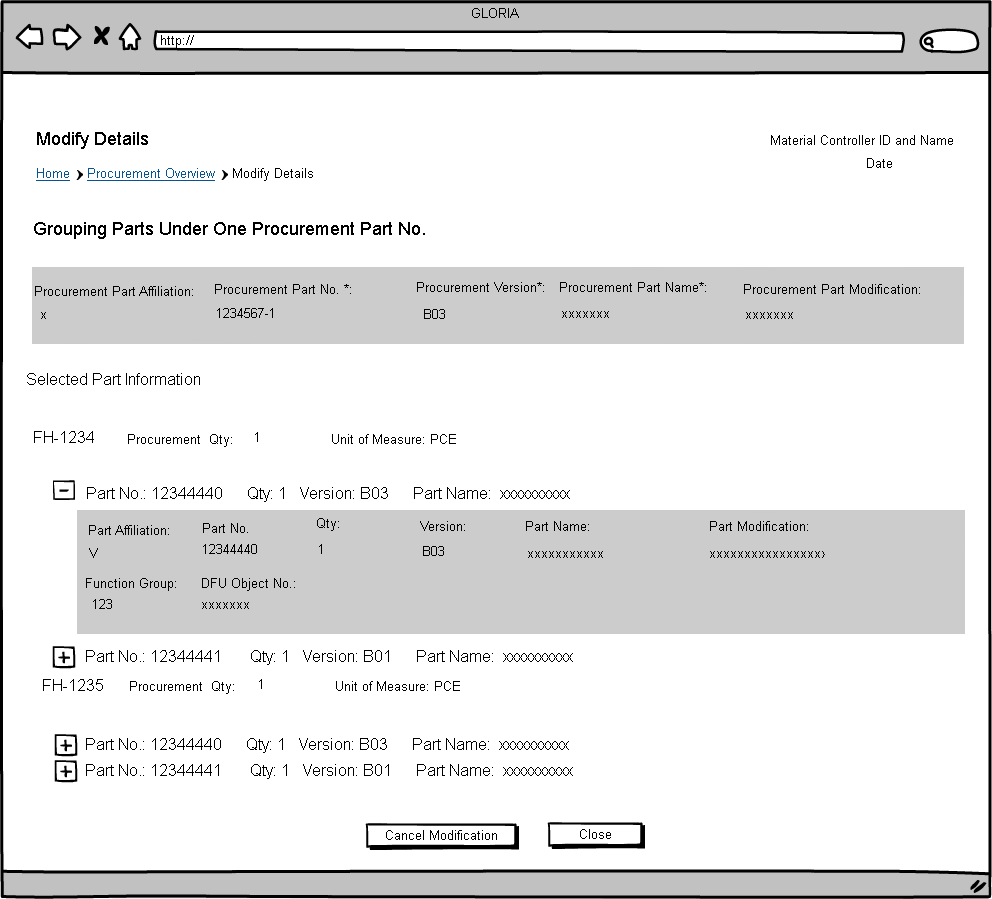 GLORIA
http://
Modify Details
Material Controller ID and Name
Date
Home Procurement Overview Modify Details
Grouping Parts Under One Procurement Part No.
Procurement Part Affiliation: Procurement Part No. *: Procurement Version*: Procurement Part Name*: Procurement Part Modification:
x 1234567-1 B03 xxxxxxx xxxxxxx
Selected Part Information
FH-1234 Procurement Qty: 1 Unit of Measure: PCE
Part No.: 12344440 Qty: 1 Version: B03 Part Name: xxxxxxxxxx
Part Affiliation: Part No. Qty: Version: Part Name: Part Modification:
V 12344440 1 B03 xxxxxxxxxxx xxxxxxxxxxxxxxxx
Function Group: DFU Object No.:
123 xxxxxxx
Part No.: 12344441 Qty: 1 Version: B01 Part Name: xxxxxxxxxx
FH-1235 Procurement Qty: 1 Unit of Measure: PCE
Part No.: 12344440 Qty: 1 Version: B03 Part Name: xxxxxxxxxx
Part No.: 12344441 Qty: 1 Version: B01 Part Name: xxxxxxxxxx
Cancel Modification Close